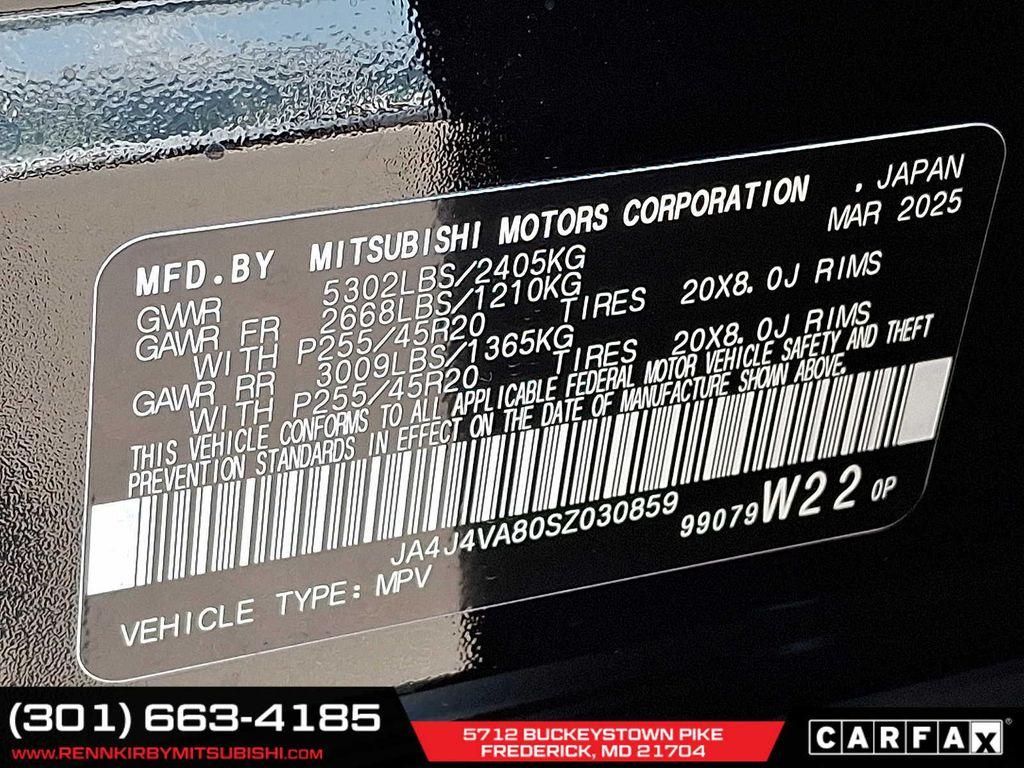 MFD.BY MITSUBISHI MOTORS CORPORATION . JAPAN
MAR 2025
GVWR 5302LBS/2405KG
GAWR FR 2668LBS/1210KG
WITH P255/45R20 TIRES 20X8.0J RIMS
GAWR RR 3009LBS/1365KG
WITH P255/45R20 TIRES 20X8.0J RIMS
THIS VEHICLE CONFORMS TO ALL APPLICABLE FEDERAL MOTOR VEHICLE SAFETY AND THEFT
PREVENTION STANDARDS IN EFFECT ON THE DATE OF MANUFACTURE SHOWN ABOVE.
JA4J4VA80SZ030859 99079W22 OP
VEHICLE TYPE: MPV
(301) 663-4185
WWW.RENNKIRBYMITSUBISHI.COM
5712 BUCKEYSTOWN PIKE
FREDERICK, MD 21704
CARFAX